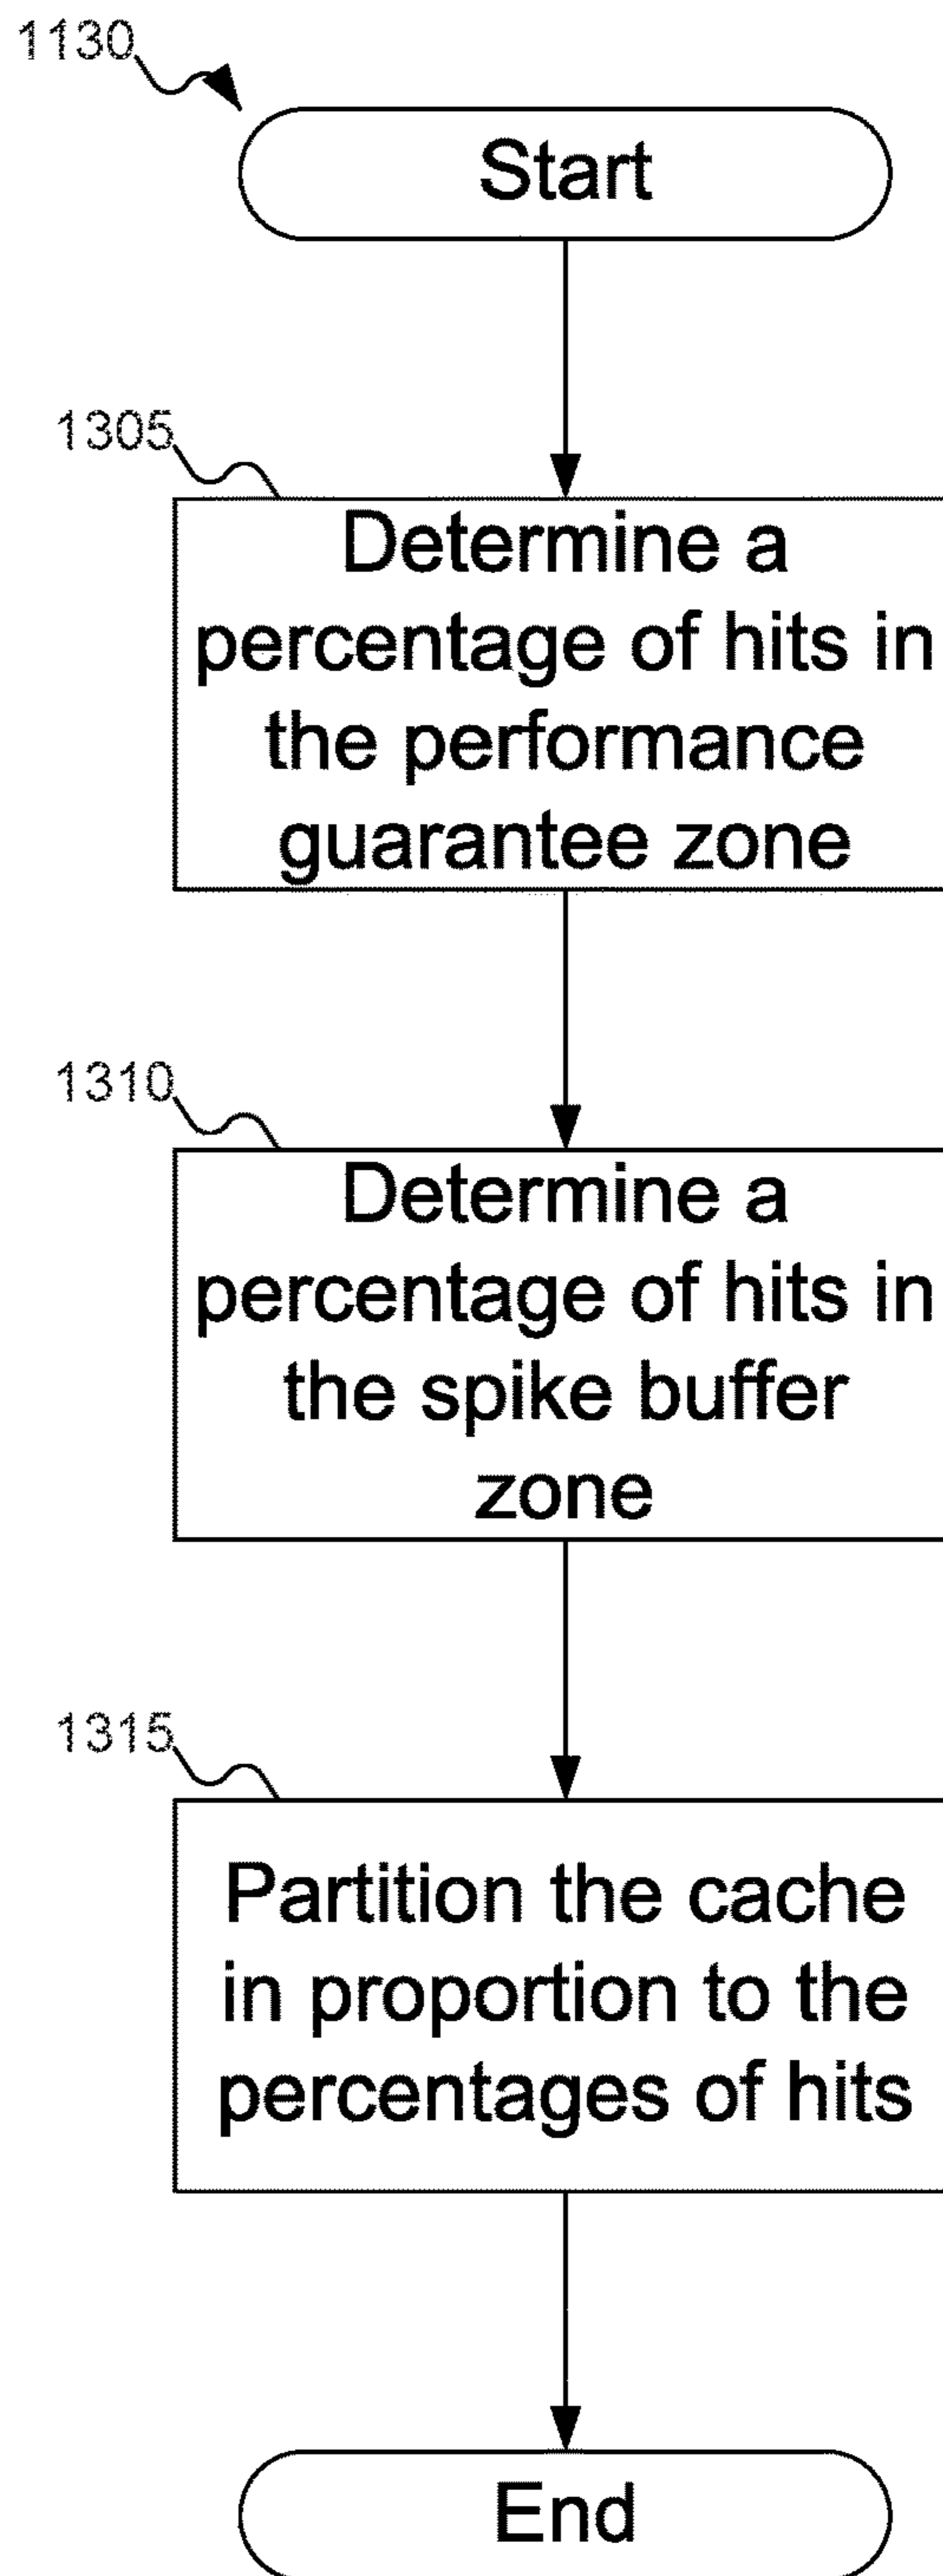 1130
Start
1305
Determine a
percentage of hits in
the performance
guarantee zone
1310
Determine a
percentage of hits in
the spike buffer
zone
1315
Partition the cache
in proportion to the
percentages of hits
End